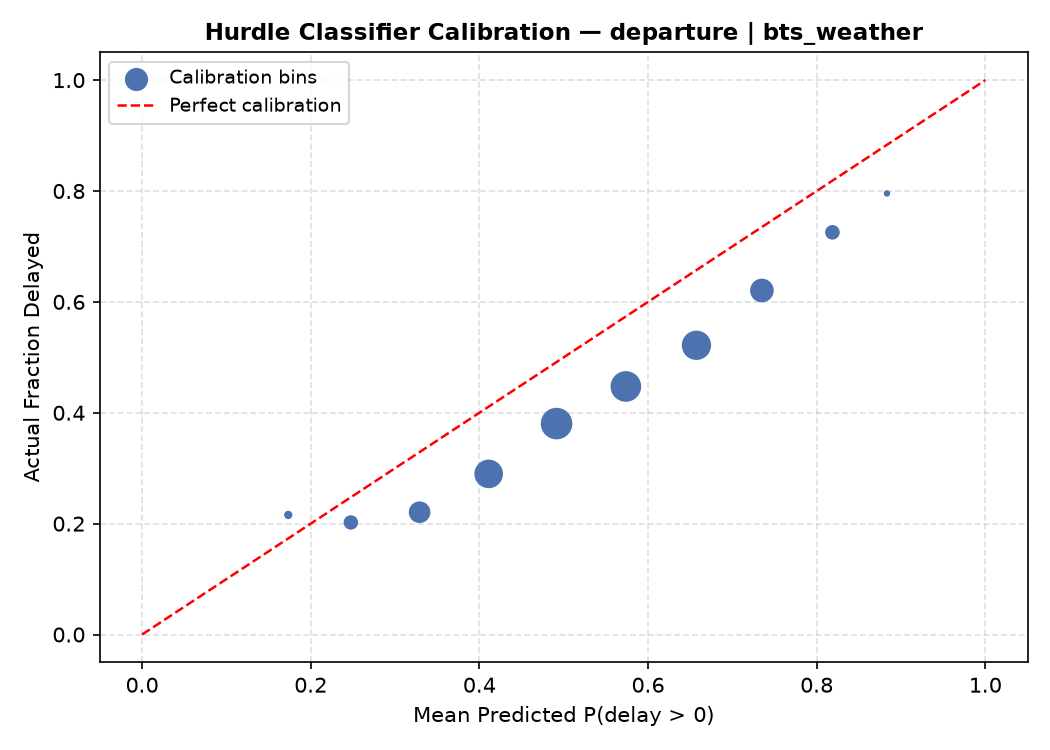 Hurdle Classifier Calibration — departure | bts_weather
Calibration bins
Perfect calibration
Actual Fraction Delayed
1.0
0.8
0.6
0.4
0.2
0.0
0.0 0.2 0.4 0.6 0.8 1.0
Mean Predicted P(delay > 0)